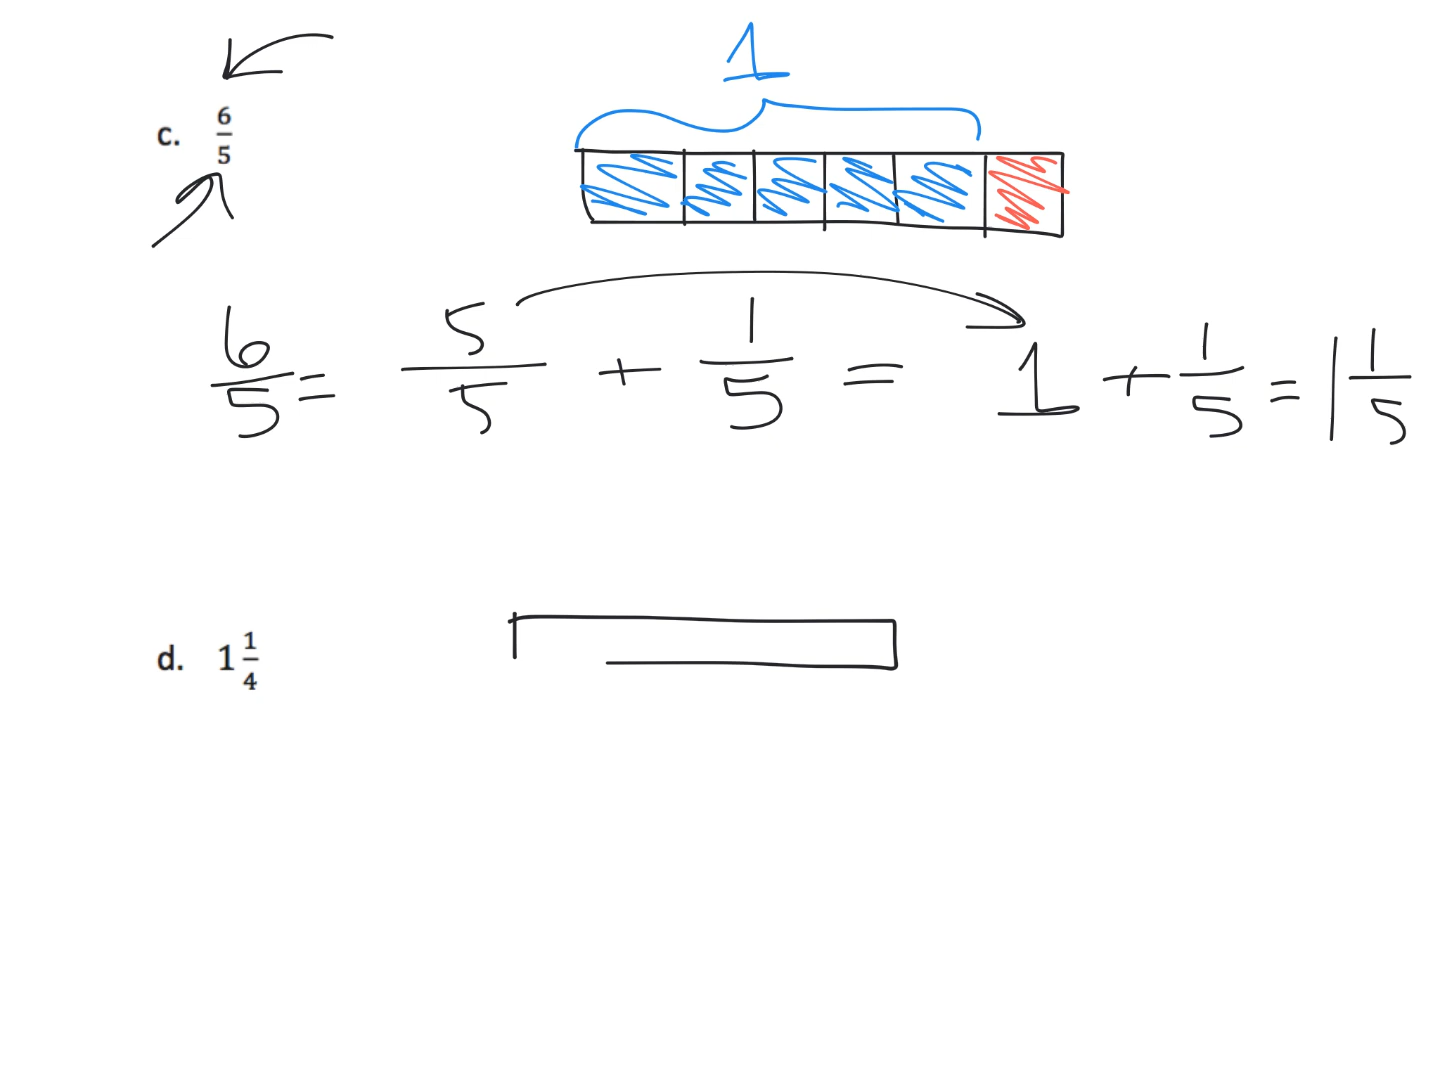 1
c. 6/5
6/5 = 5/5 + 1/5 = 1 + 1/5 = 1 1/5
d. 1 1/4